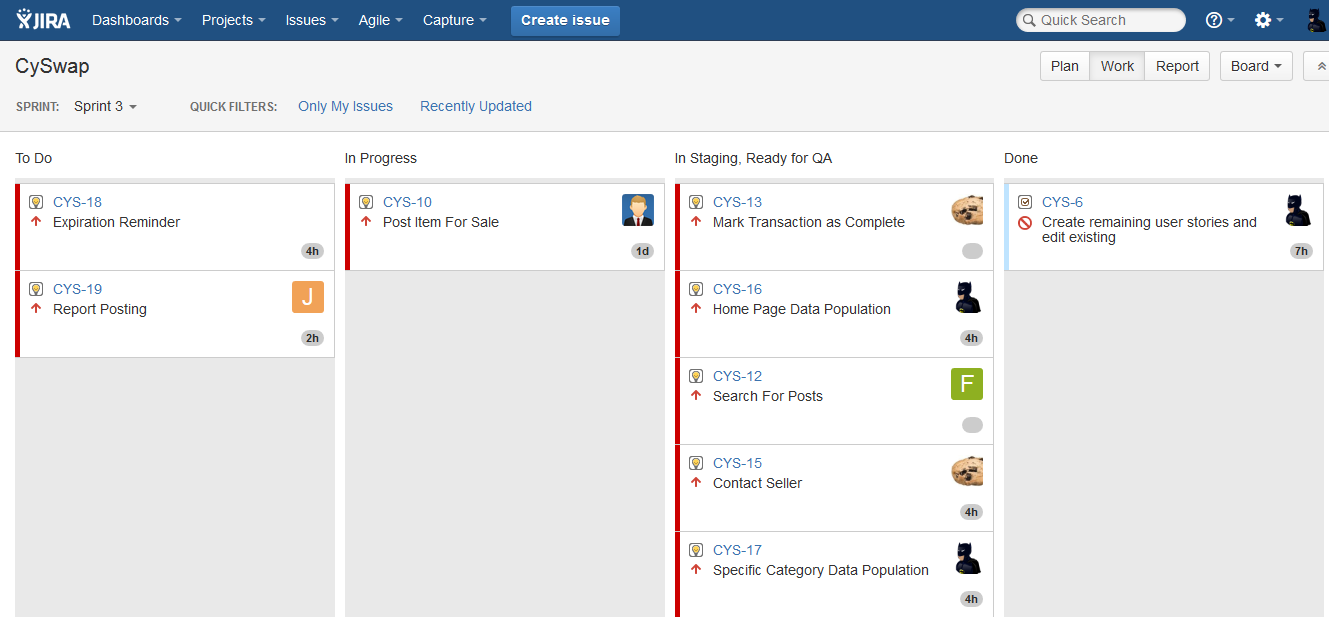 JIRA Dashboards Projects Issues Agile Capture Create issue Quick Search
CySwap Plan Work Report Board
SPRINT: Sprint 3 QUICK FILTERS: Only My Issues Recently Updated
To Do
CYS-18
Expiration Reminder
4h
CYS-19
J
Report Posting
2h
In Progress
CYS-10
Post Item For Sale
1d
In Staging, Ready for QA
CYS-13
Mark Transaction as Complete
CYS-16
Home Page Data Population
4h
CYS-12
F
Search For Posts
CYS-15
Contact Seller
4h
CYS-17
Specific Category Data Population
4h
Done
CYS-6
Create remaining user stories and
edit existing
7h